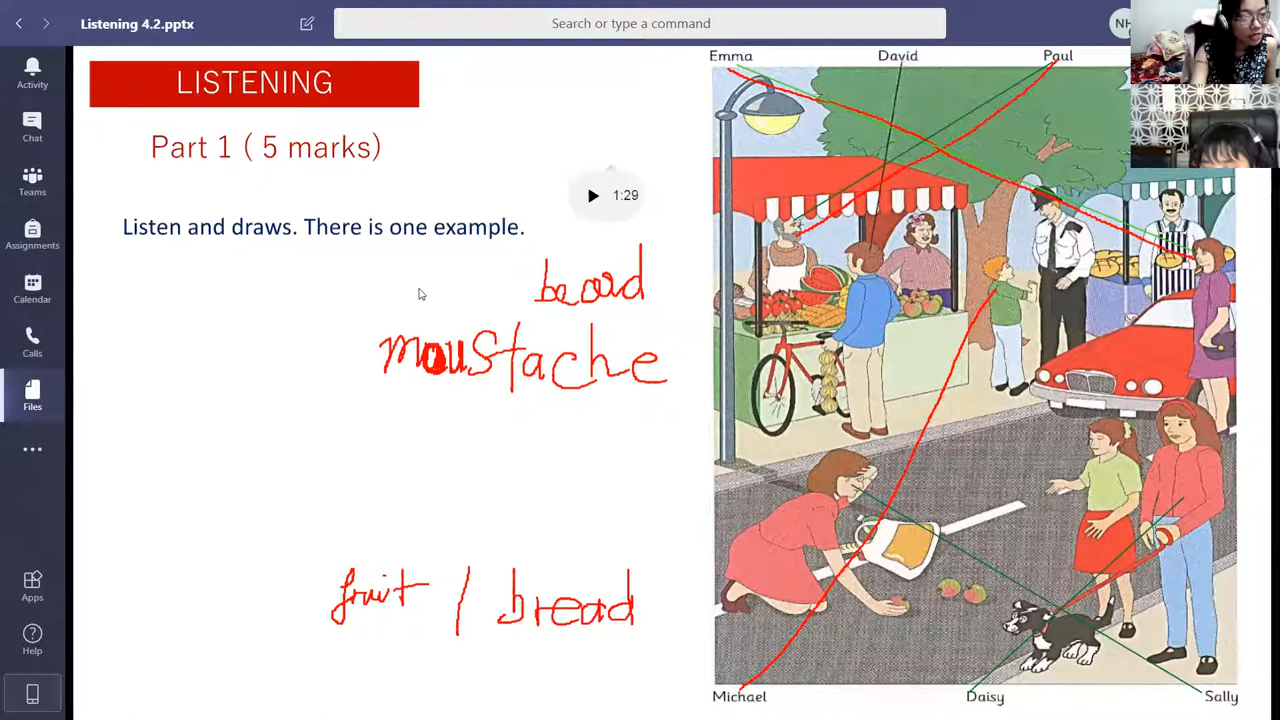 Listening 4.2.pptx
Search or type a command
NH
Activity
Chat
Teams
Assignments
Calendar
Calls
Files
Apps
Help
LISTENING
Part 1 ( 5 marks)
1:29
Listen and draws. There is one example.
beard
moustache
fruit / bread
Emma David Paul
Michael Daisy Sally